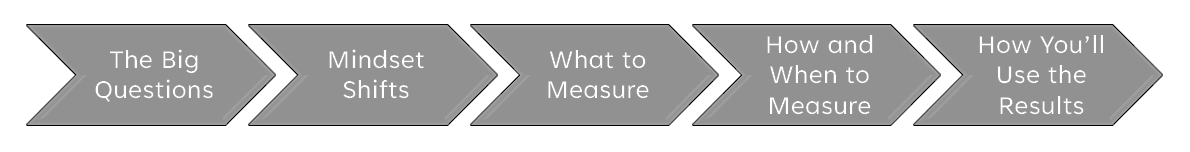 The Big
Questions
Mindset
Shifts
What to
Measure
How and
When to
Measure
How You’ll
Use the
Results